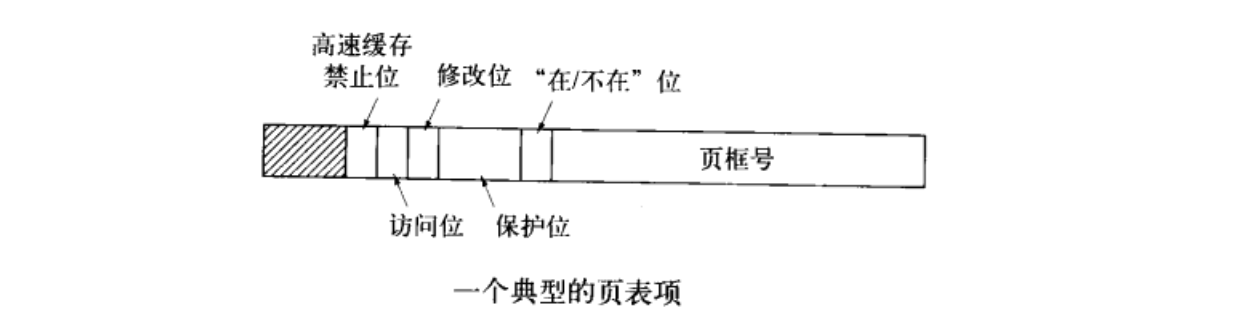 高速缓存
禁止位
修改位
“在/不在”位
页框号
访问位
保护位
一个典型的页表项